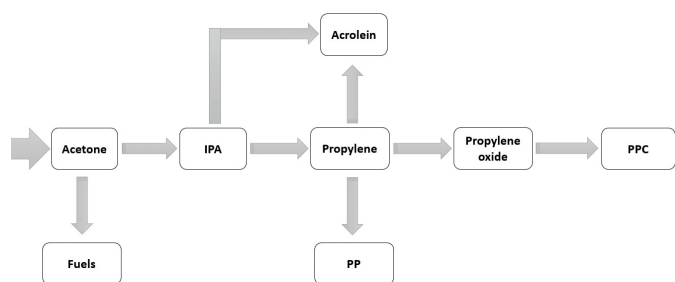 Acrolein
Acetone
IPA
Propylene
Propylene
oxide
PPC
Fuels
PP